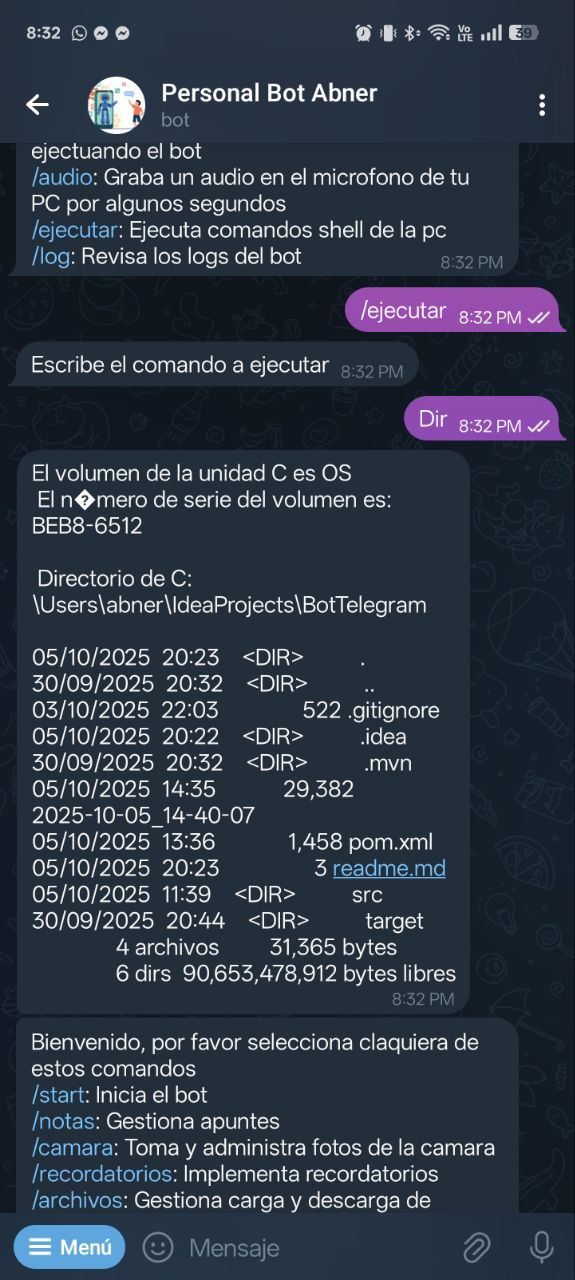 8:32
Vo LTE
39
Personal Bot Abner
bot
ejectuando el bot
/audio: Graba un audio en el microfono de tu
PC por algunos segundos
/ejecutar: Ejecuta comandos shell de la pc
/log: Revisa los logs del bot
8:32 PM
/ejecutar 8:32 PM
Escribe el comando a ejecutar 8:32 PM
Dir 8:32 PM
El volumen de la unidad C es OS
El n�mero de serie del volumen es:
BEB8-6512
Directorio de C:
\Users\abner\IdeaProjects\BotTelegram
05/10/2025 20:23 <DIR> .
30/09/2025 20:32 <DIR> ..
03/10/2025 22:03 522 .gitignore
05/10/2025 20:22 <DIR> .idea
30/09/2025 20:32 <DIR> .mvn
05/10/2025 14:35 29,382
2025-10-05_14-40-07
05/10/2025 13:36 1,458 pom.xml
05/10/2025 20:23 3 readme.md
05/10/2025 11:39 <DIR> src
30/09/2025 20:44 <DIR> target
4 archivos 31,365 bytes
6 dirs 90,653,478,912 bytes libres
8:32 PM
Bienvenido, por favor selecciona claquiera de
estos comandos
/start: Inicia el bot
/notas: Gestiona apuntes
/camara: Toma y administra fotos de la camara
/recordatorios: Implementa recordatorios
/archivos: Gestiona carga y descarga de
Menú
Mensaje